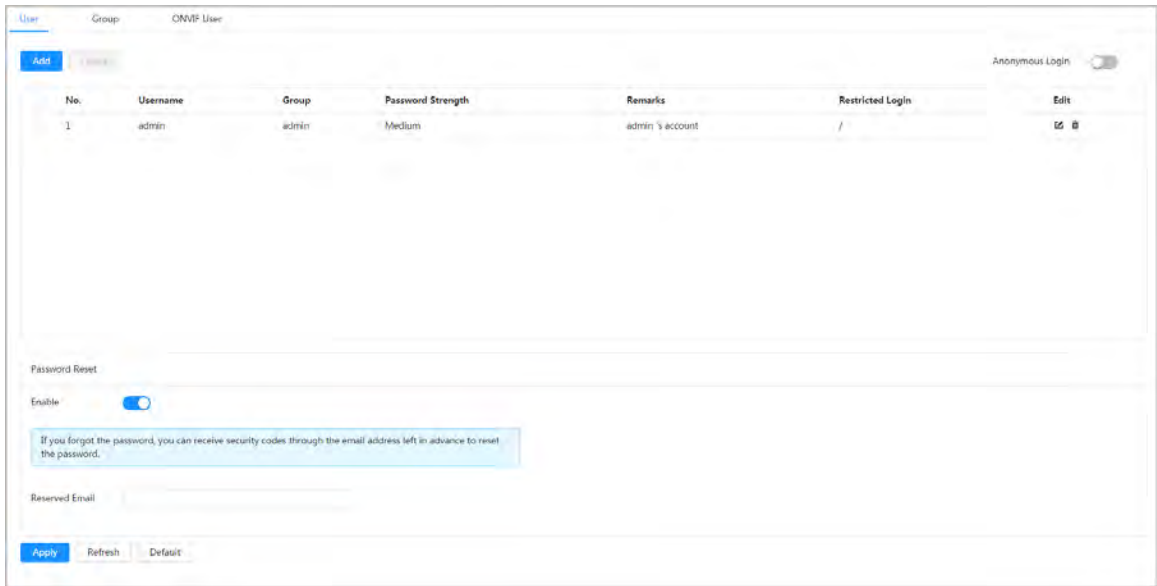 User Group ONVIF User
Add Delete Anonymous Login
No. Username Group Password Strength Remarks Restricted Login Edit
1 admin admin Medium admin 's account /
Password Reset
Enable
If you forgot the password, you can receive security codes through the email address left in advance to reset
the password.
Reserved Email
Apply Refresh Default